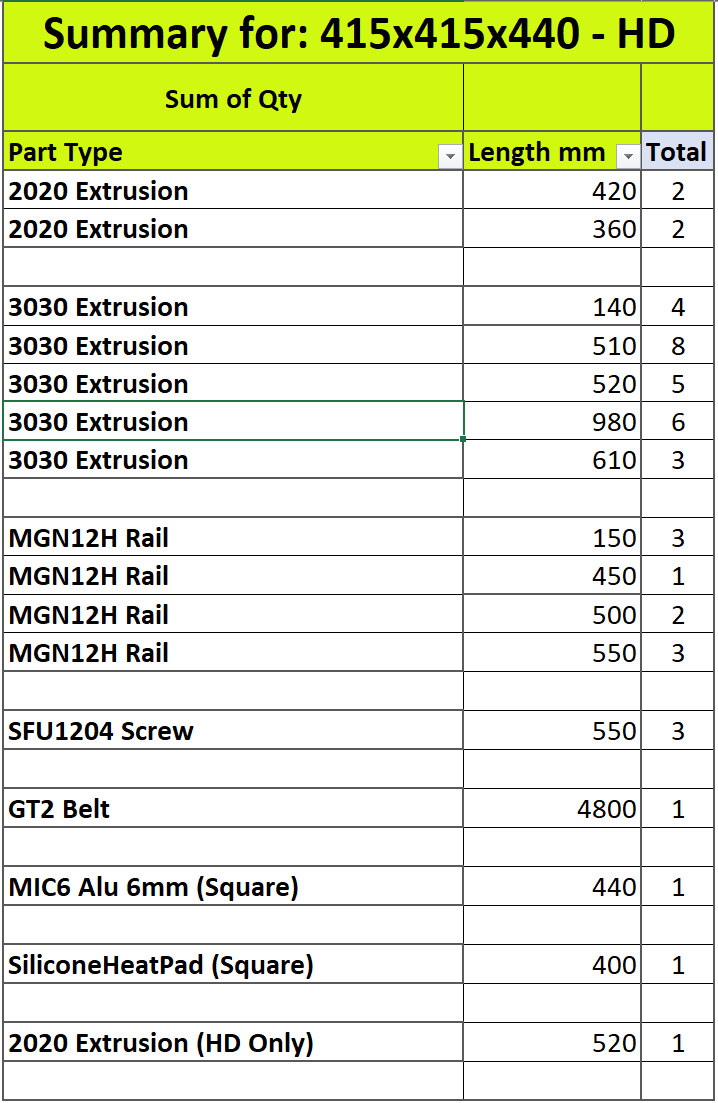 Summary for: 415x415x440 - HD
Sum of Qty
Part Type Length mm Total
2020 Extrusion 420 2
2020 Extrusion 360 2
3030 Extrusion 140 4
3030 Extrusion 510 8
3030 Extrusion 520 5
3030 Extrusion 980 6
3030 Extrusion 610 3
MGN12H Rail 150 3
MGN12H Rail 450 1
MGN12H Rail 500 2
MGN12H Rail 550 3
SFU1204 Screw 550 3
GT2 Belt 4800 1
MIC6 Alu 6mm (Square) 440 1
SiliconeHeatPad (Square) 400 1
2020 Extrusion (HD Only) 520 1